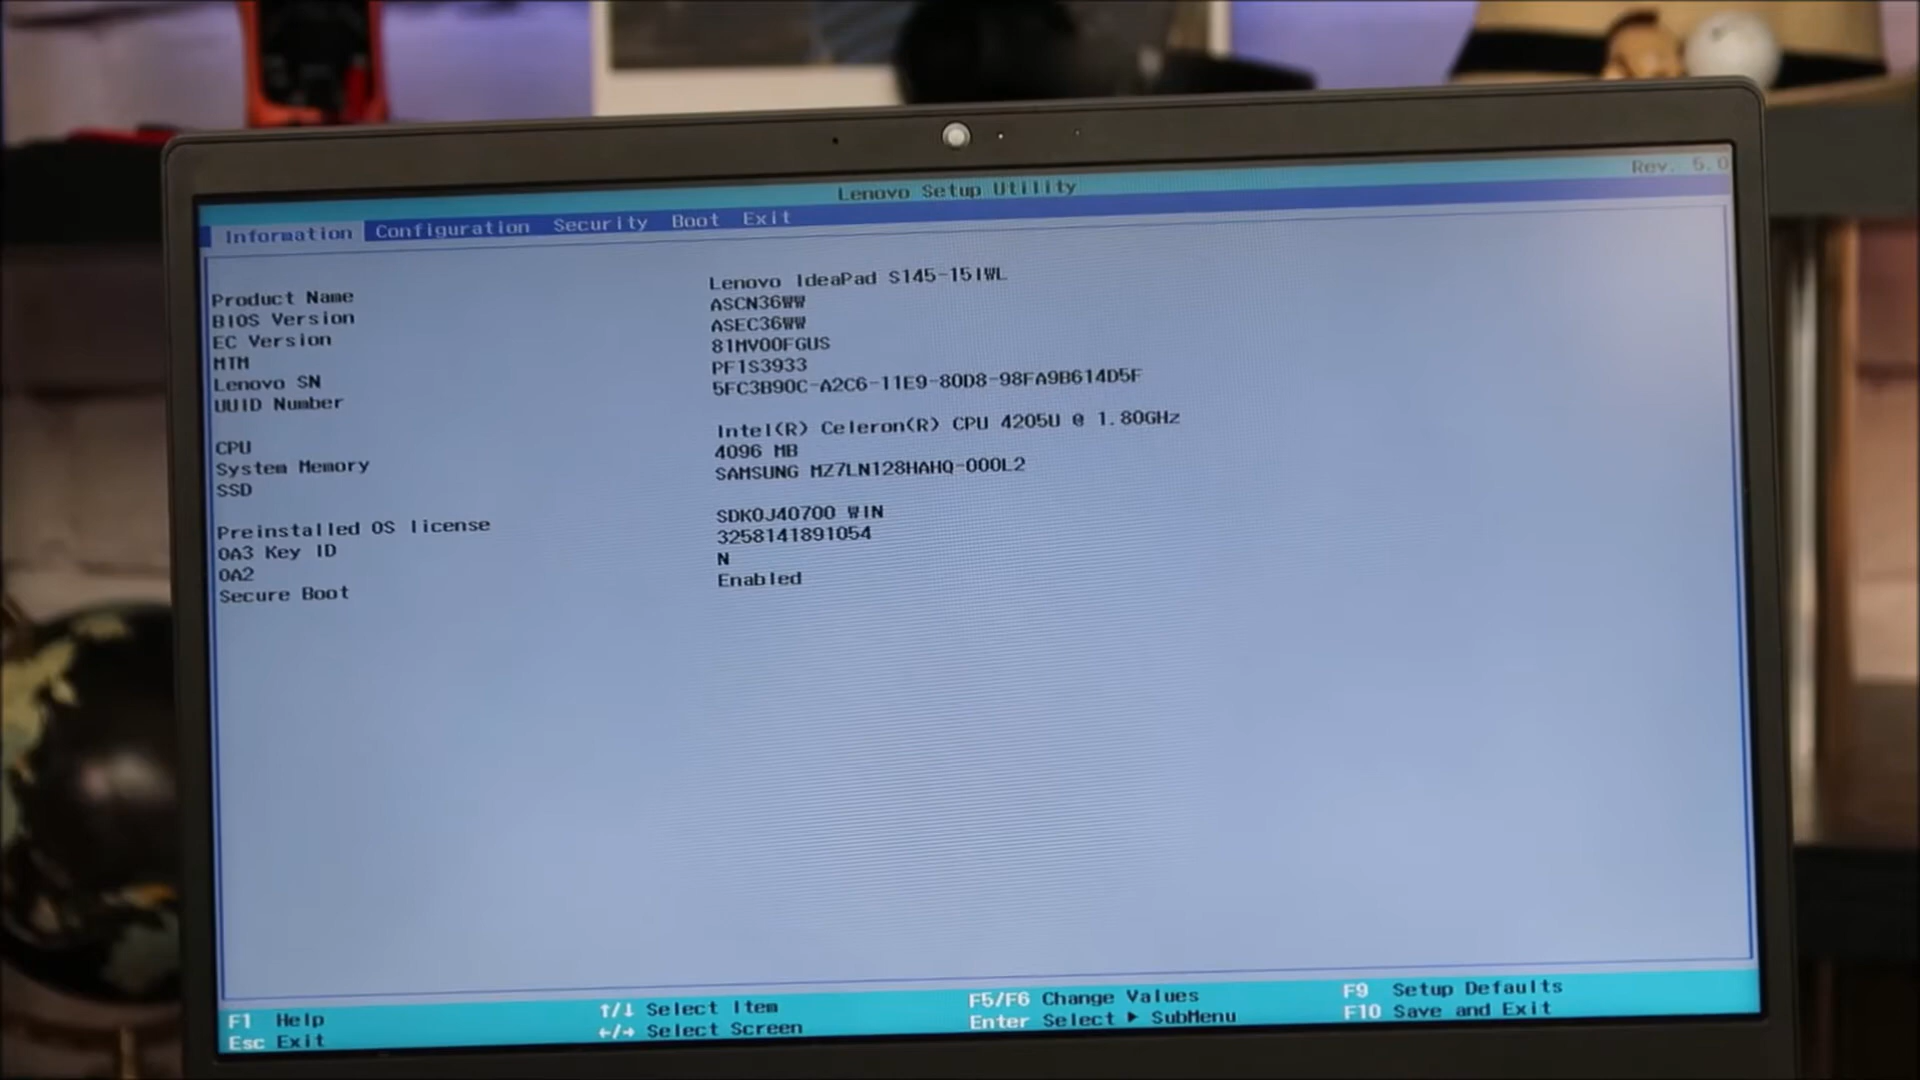 Lenovo Setup Utility
Rev. 5.0
Information Configuration Security Boot Exit
Product Name Lenovo IdeaPad S145-15IWL
BIOS Version ASCN36WW
EC Version ASEC36WW
MTM 81MV00FGUS
Lenovo SN PF1S3933
UUID Number 5FC3B90C-A2C6-11E9-80D8-98FA9B614D5F
CPU Intel(R) Celeron(R) CPU 4205U @ 1.80GHz
System Memory 4096 MB
SSD SAMSUNG MZ7LN128HAHQ-000L2
Preinstalled OS license SDK0J40700 WIN
OA3 Key ID 3258141891054
OA2 N
Secure Boot Enabled
F1 Help ↑/↓ Select Item F5/F6 Change Values F9 Setup Defaults
Esc Exit ←/→ Select Screen Enter Select ▶ SubMenu F10 Save and Exit